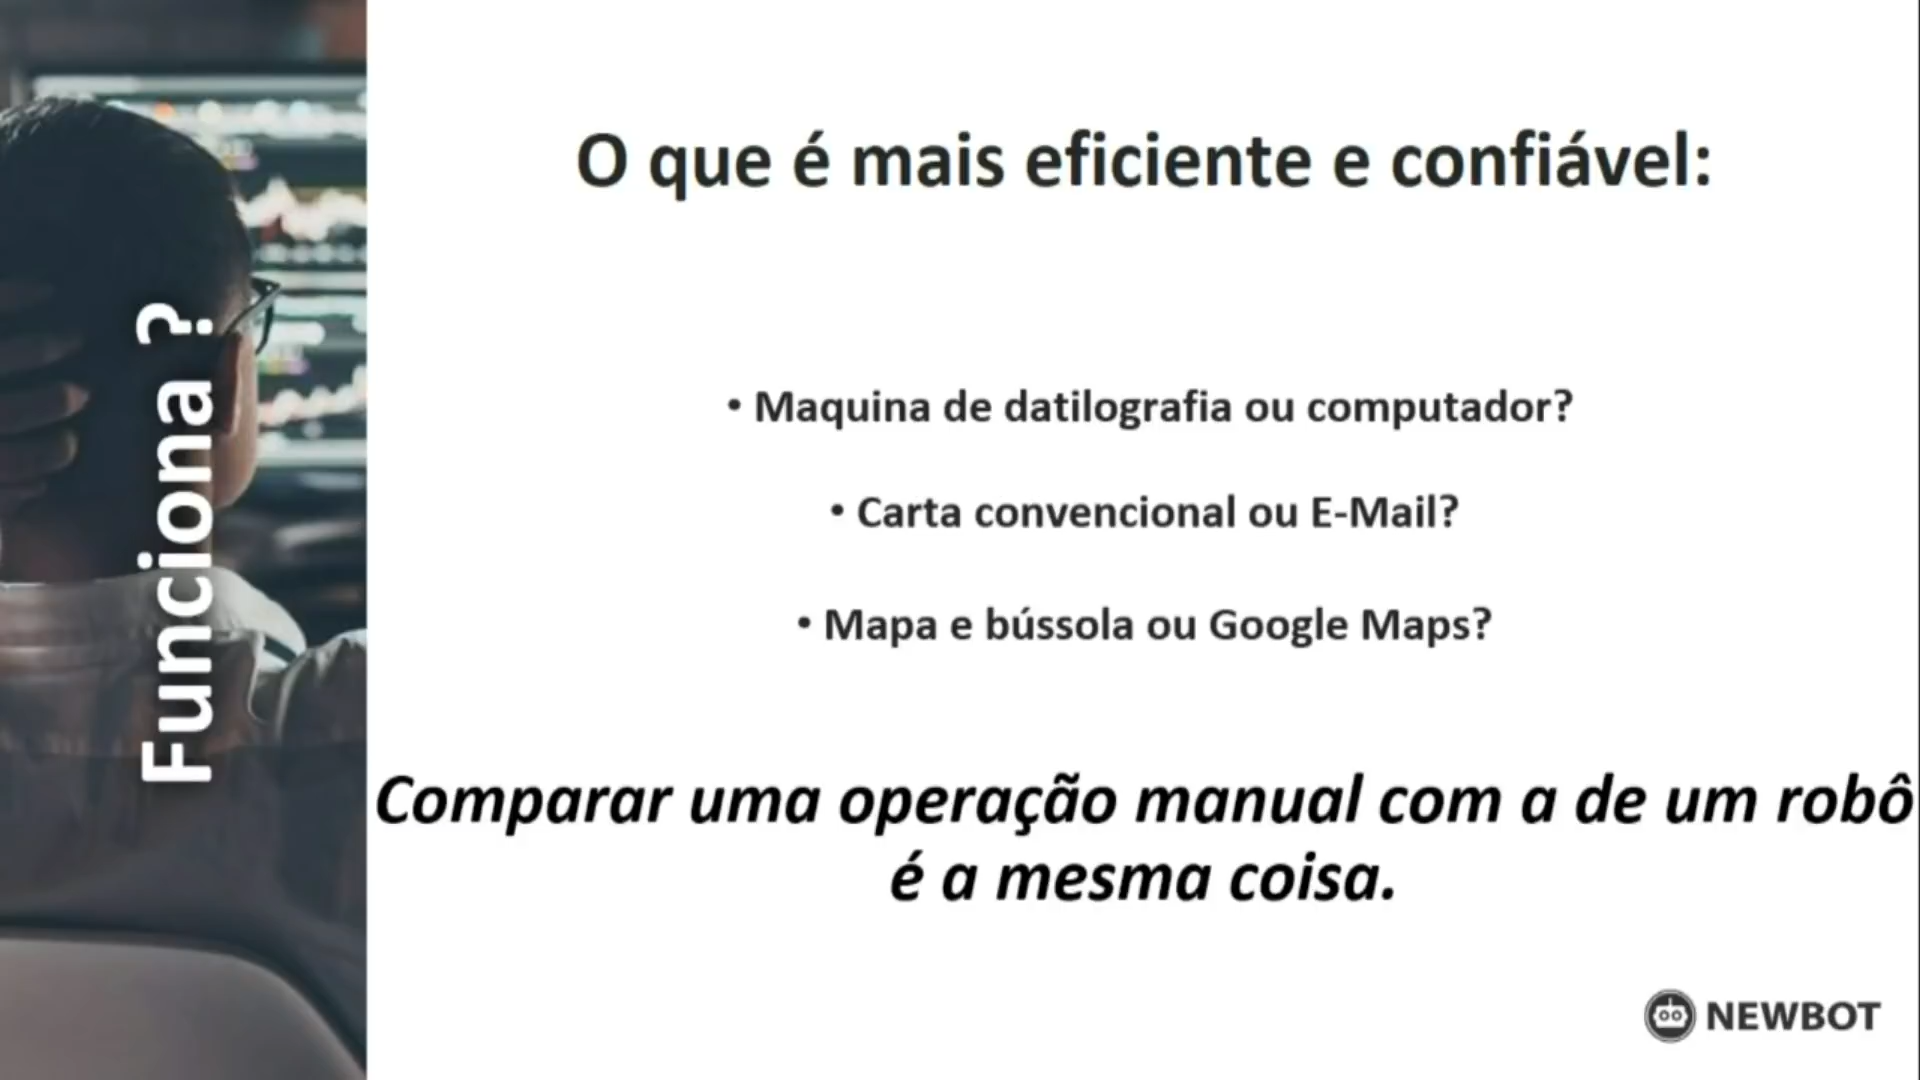 Funciona ?
O que é mais eficiente e confiável:
• Maquina de datilografia ou computador?
• Carta convencional ou E-Mail?
• Mapa e bússola ou Google Maps?
Comparar uma operação manual com a de um robô
é a mesma coisa.
NEWBOT